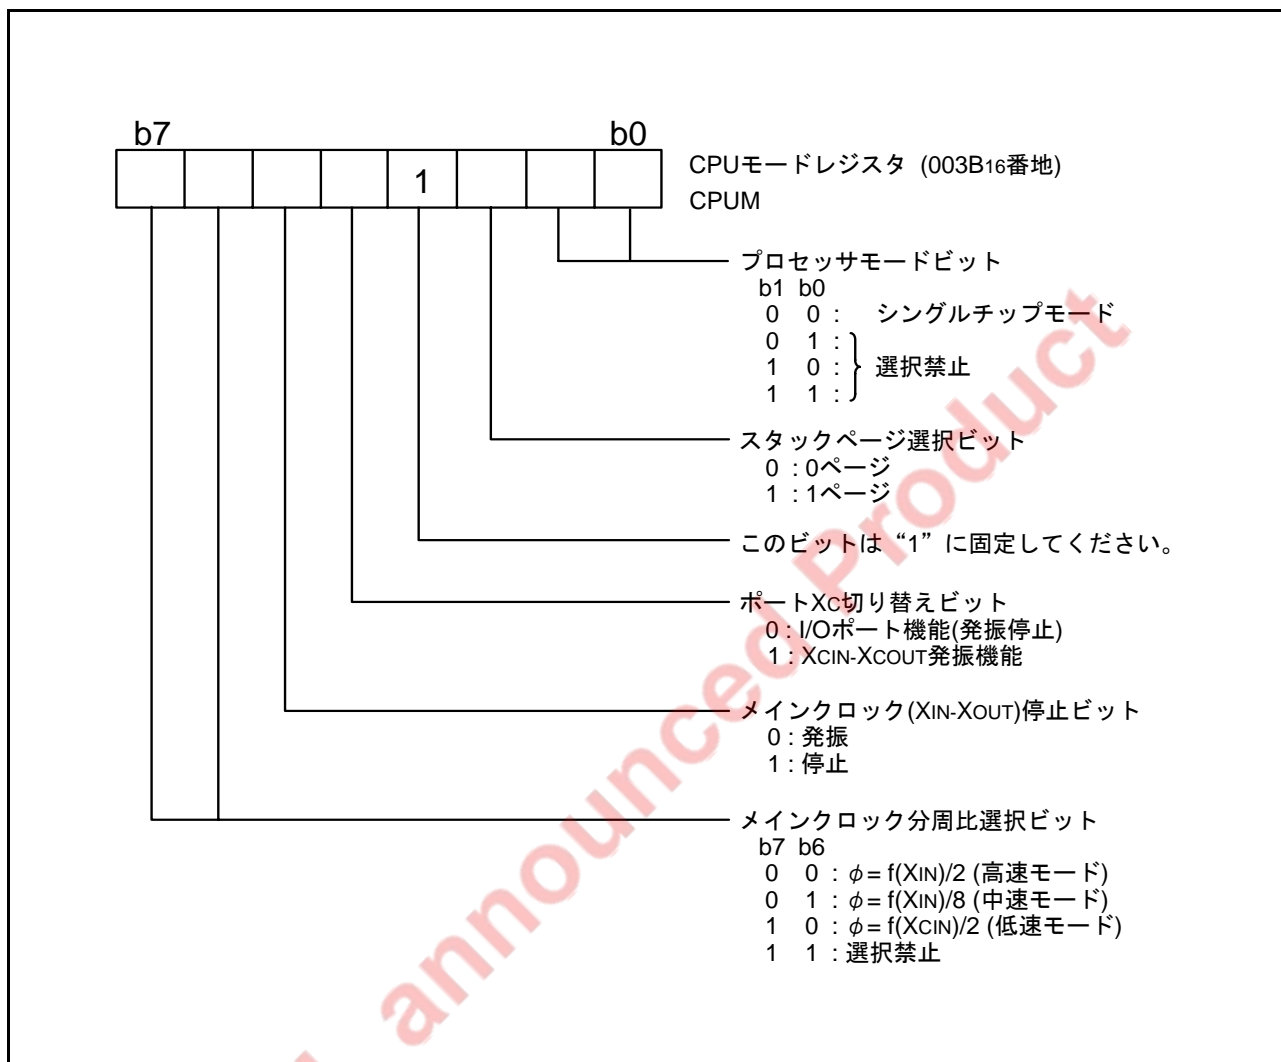 b7 b0
1
CPUモードレジスタ (003B16番地)
CPUM
プロセッサモードビット
b1 b0
0 0 : シングルチップモード
0 1 :
1 0 : 選択禁止
1 1 :
スタックページ選択ビット
0 : 0ページ
1 : 1ページ
このビットは“1”に固定してください。
ポートXC切り替えビット
0 : I/Oポート機能(発振停止)
1 : XCIN-XCOUT発振機能
メインクロック(XIN-XOUT)停止ビット
0 : 発振
1 : 停止
メインクロック分周比選択ビット
b7 b6
0 0 : φ= f(XIN)/2 (高速モード)
0 1 : φ= f(XIN)/8 (中速モード)
1 0 : φ= f(XCIN)/2 (低速モード)
1 1 : 選択禁止
announced Product